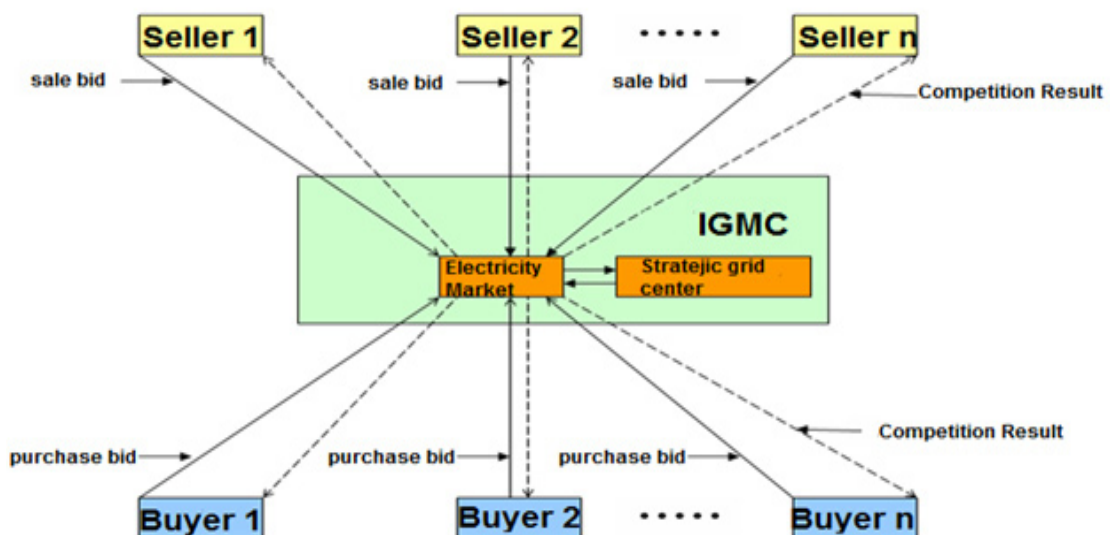 Seller 1
Seller 2
.....
Seller n
sale bid
sale bid
sale bid
Competition Result
IGMC
Electricity
Market
Stratejic grid
center
Competition Result
purchase bid
purchase bid
purchase bid
Buyer 1
Buyer 2
.....
Buyer n